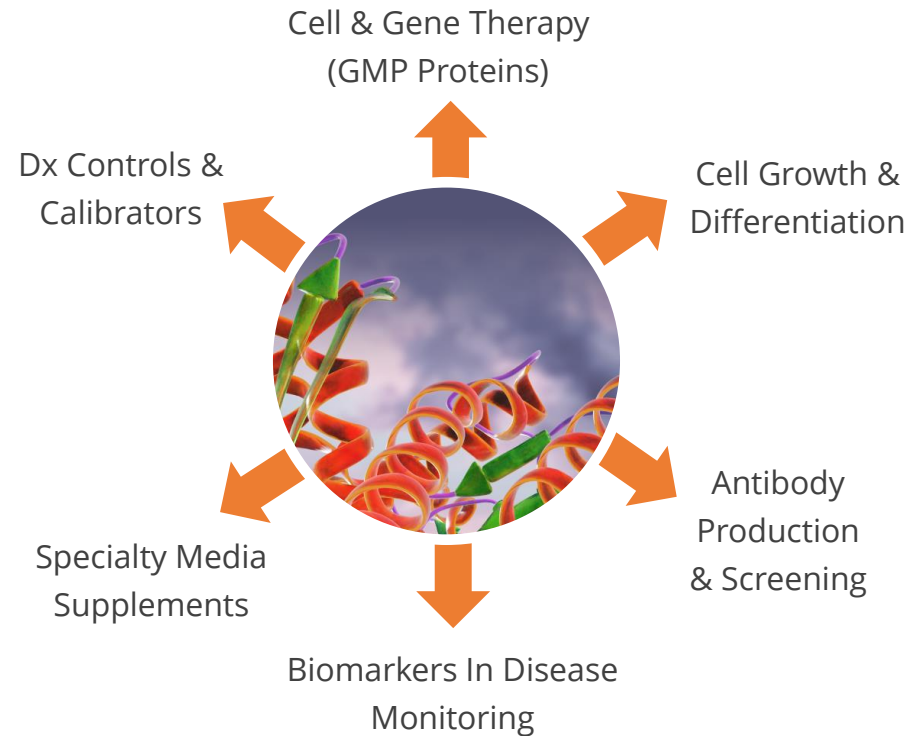 Cell & Gene Therapy
(GMP Proteins)
Dx Controls &
Calibrators
Cell Growth &
Differentiation
Antibody
Production
& Screening
Specialty Media
Supplements
Biomarkers In Disease
Monitoring